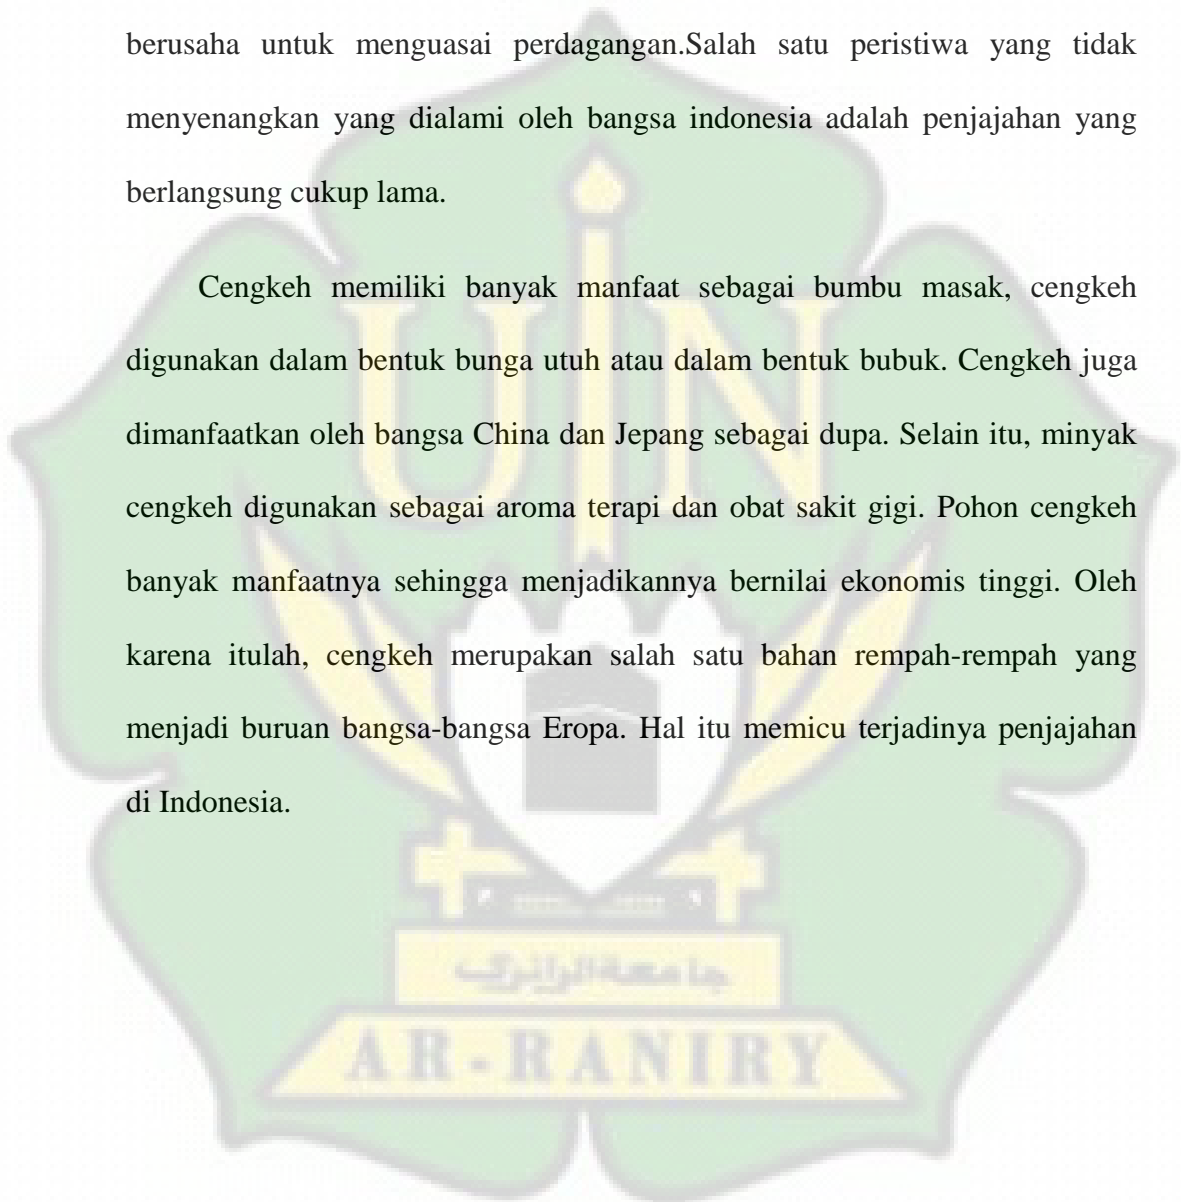 berusaha untuk menguasai perdagangan.Salah satu peristiwa yang tidak
menyenangkan yang dialami oleh bangsa indonesia adalah penjajahan yang
berlangsung cukup lama.
Cengkeh memiliki banyak manfaat sebagai bumbu masak, cengkeh
digunakan dalam bentuk bunga utuh atau dalam bentuk bubuk. Cengkeh juga
dimanfaatkan oleh bangsa China dan Jepang sebagai dupa. Selain itu, minyak
cengkeh digunakan sebagai aroma terapi dan obat sakit gigi. Pohon cengkeh
banyak manfaatnya sehingga menjadikannya bernilai ekonomis tinggi. Oleh
karena itulah, cengkeh merupakan salah satu bahan rempah-rempah yang
menjadi buruan bangsa-bangsa Eropa. Hal itu memicu terjadinya penjajahan
di Indonesia.
UIN
جامعة الرانري
AR-RANIRY